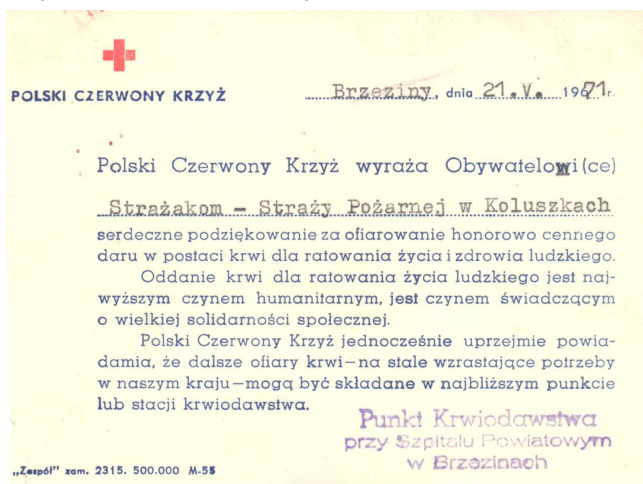 POLSKI CZERWONY KRZYŻ
Brzeziny, dnia 21.V. 1971r.
Polski Czerwony Krzyż wyraża Obywatelowi(ce)
Strażakom - Straży Pożarnej w Koluszkach
serdeczne podziękowanie za ofiarowanie honorowo cennego
daru w postaci krwi dla ratowania życia i zdrowia ludzkiego.
Oddanie krwi dla ratowania życia ludzkiego jest naj-
wyższym czynem humanitarnym, jest czynem świadczącym
o wielkiej solidarności społecznej.
Polski Czerwony Krzyż jednocześnie uprzejmie powia-
damia, że dalsze ofiary krwi—na stale wzrastające potrzeby
w naszym kraju—mogą być składane w najbliższym punkcie
lub stacji krwiodawstwa.
Punkt Krwiodawstwa
przy Szpitalu Powiatowym
w Brzezinach
„Zespół" zam. 2315. 500.000 M-55